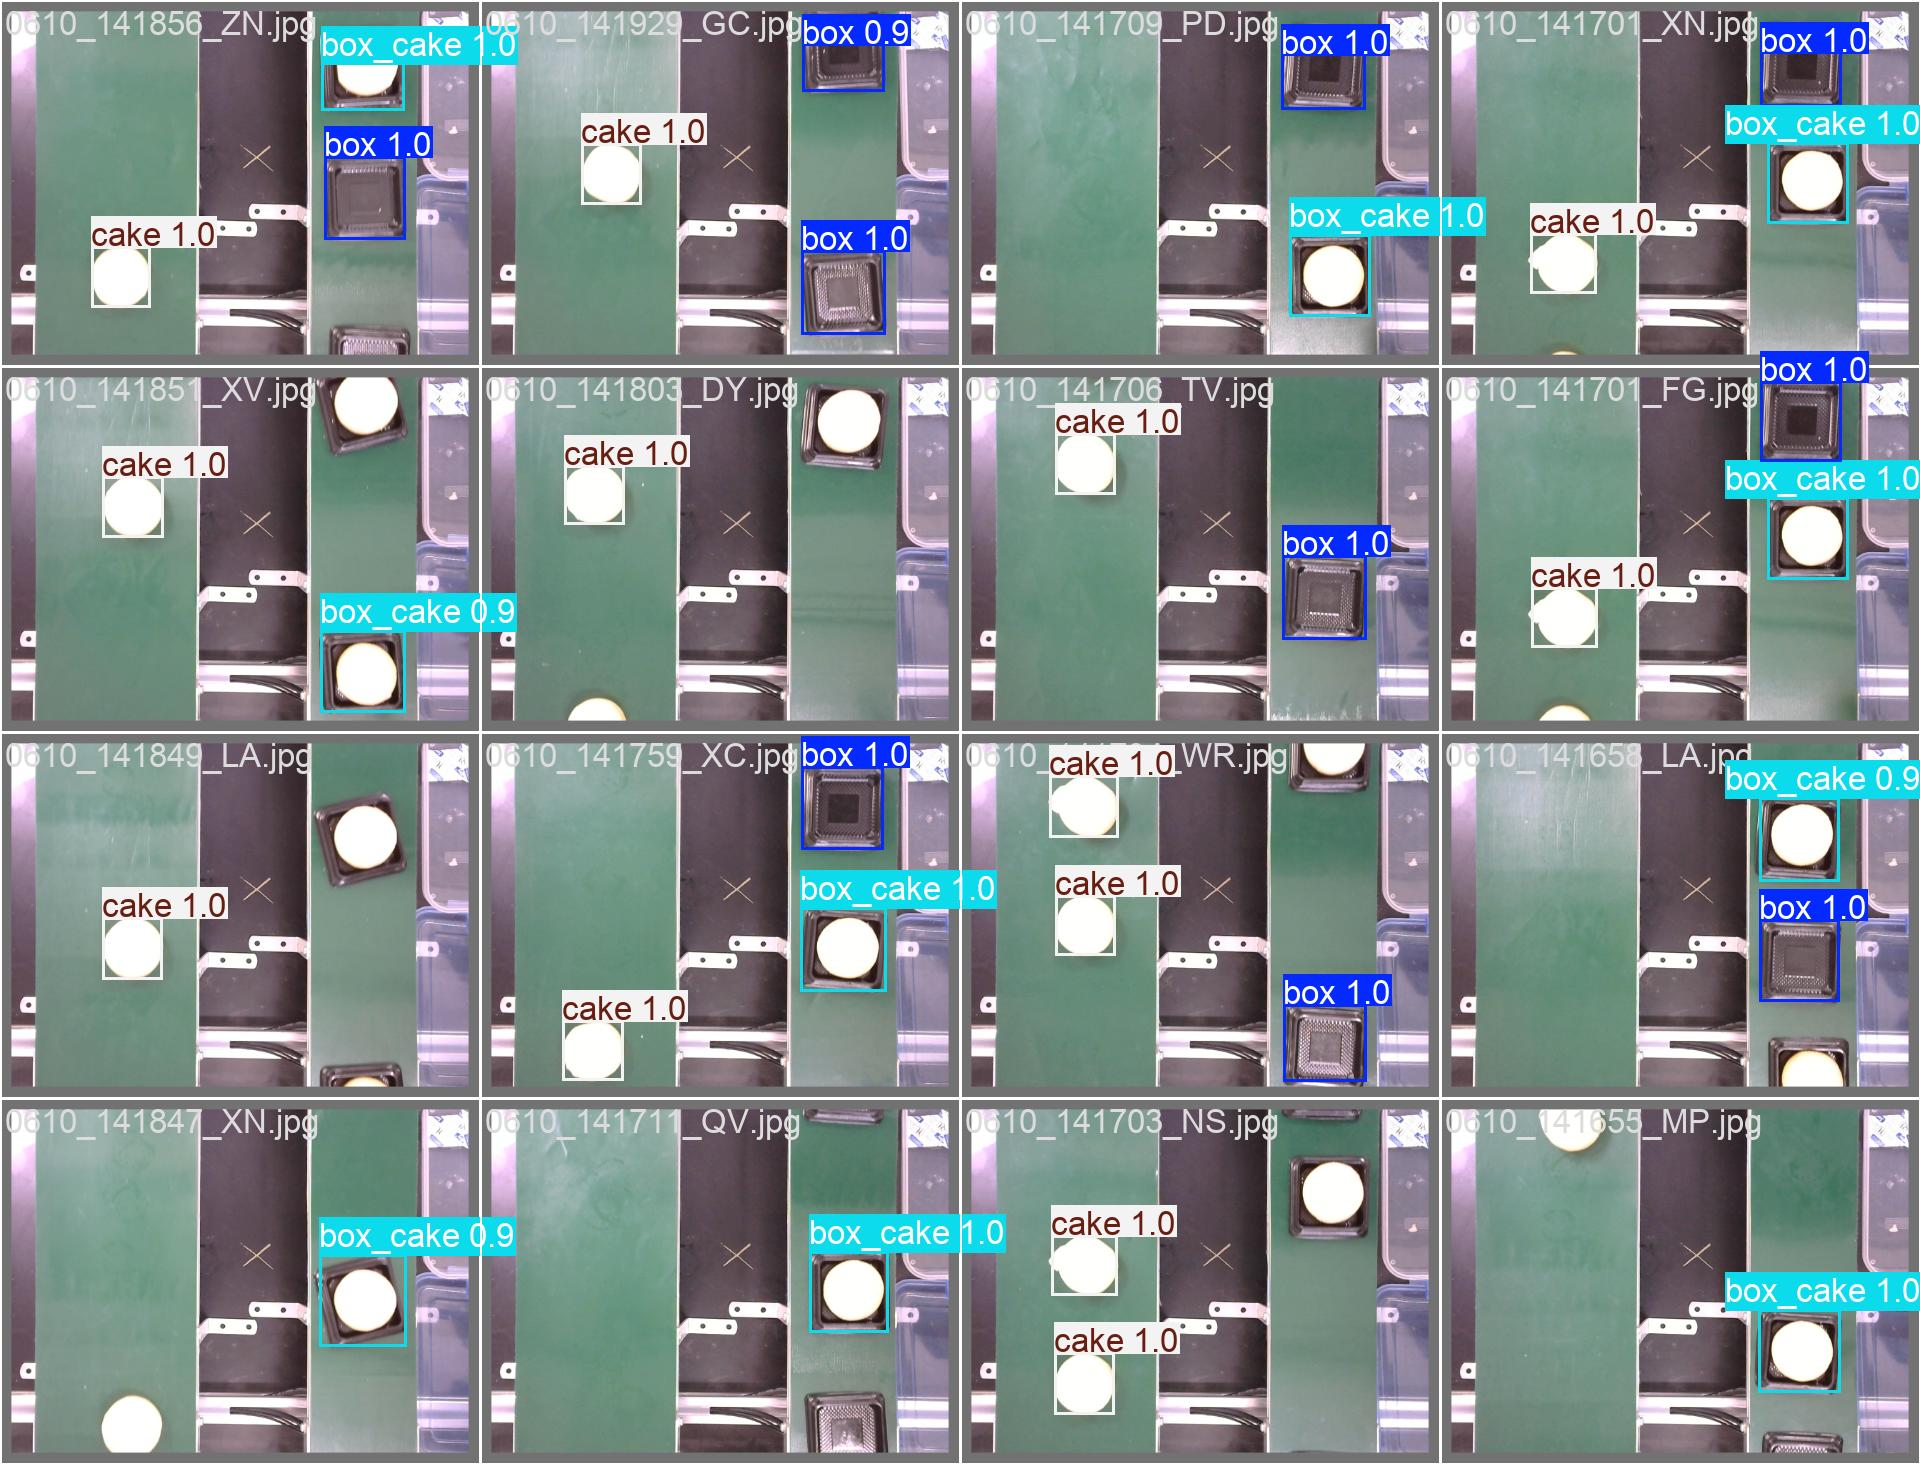 0610_141856_ZN.jpg
box_cake 1.0
box 1.0
cake 1.0
0610_141929_GC.jpg
box 0.9
cake 1.0
box 1.0
0610_141709_PD.jpg
box 1.0
box_cake 1.0
0610_141701_XN.jpg
box 1.0
box_cake 1.0
cake 1.0
0610_141851_XV.jpg
cake 1.0
box_cake 0.9
0610_141803_DY.jpg
cake 1.0
0610_141706_TV.jpg
cake 1.0
box 1.0
0610_141701_FG.jpg
box 1.0
box_cake 1.0
cake 1.0
0610_141849_LA.jpg
cake 1.0
0610_141759_XC.jpg
box 1.0
box_cake 1.0
cake 1.0
_WR.jpg
cake 1.0
cake 1.0
box 1.0
0610_141658_LA.jpg
box_cake 0.9
box 1.0
0610_141847_XN.jpg
box_cake 0.9
0610_141711_QV.jpg
box_cake 1.0
0610_141703_NS.jpg
cake 1.0
cake 1.0
0610_141655_MP.jpg
box_cake 1.0